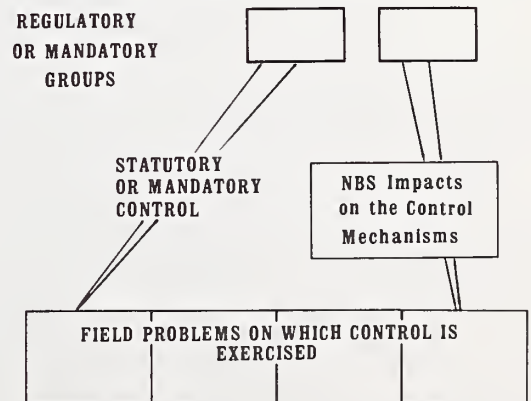 REGULATORY
OR MANDATORY
GROUPS
STATUTORY
OR MANDATORY
CONTROL
NBS Impacts
on the Control
Mechanisms
FIELD PROBLEMS ON WHICH CONTROL IS
EXERCISED